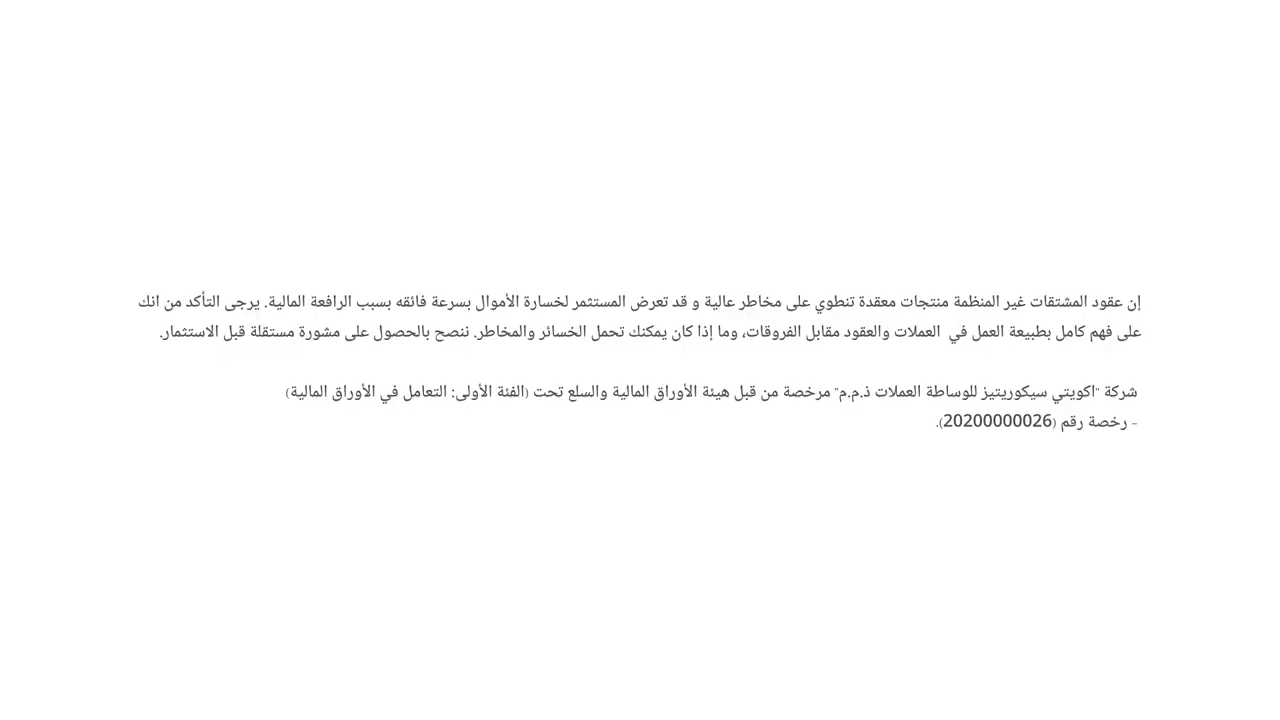 إن عقود المشتقات غير المنظمة منتجات معقدة تنطوي على مخاطر عالية و قد تعرض المستثمر لخسارة الأموال بسرعة فائقه بسبب الرافعة المالية. يرجى التأكد من انك
على فهم كامل بطبيعة العمل في العملات والعقود مقابل الفروقات، وما إذا كان يمكنك تحمل الخسائر والمخاطر. ننصح بالحصول على مشورة مستقلة قبل الاستثمار.
شركة "اكويتي سيكوريتيز للوساطة العملات ذ.م.م" مرخصة من قبل هيئة الأوراق المالية والسلع تحت (الفئة الأولى: التعامل في الأوراق المالية)
- رخصة رقم (20200000026).